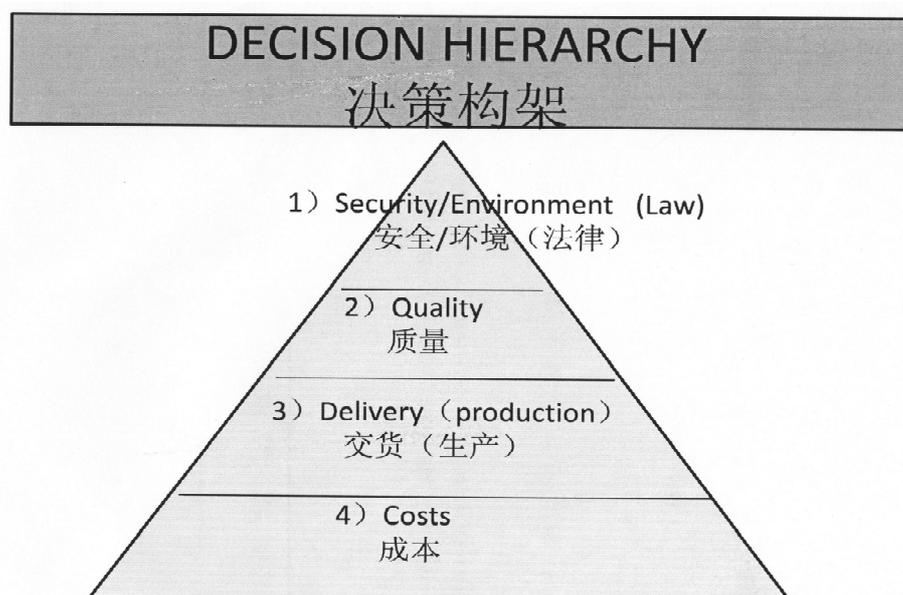 DECISION HIERARCHY
决策构架
1）Security/Environment (Law)
安全/环境（法律）
2）Quality
质量
3）Delivery（production）
交货（生产）
4）Costs
成本